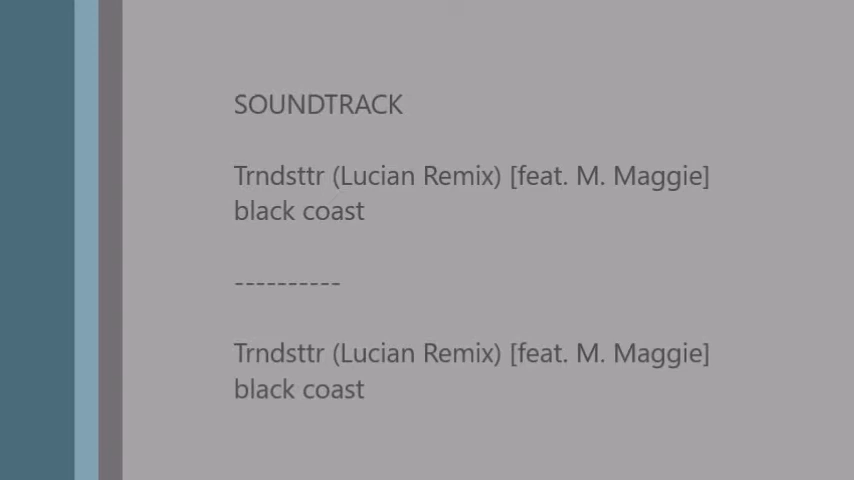 SOUNDTRACK
Trndsttr (Lucian Remix) [feat. M. Maggie]
black coast
----------
Trndsttr (Lucian Remix) [feat. M. Maggie]
black coast